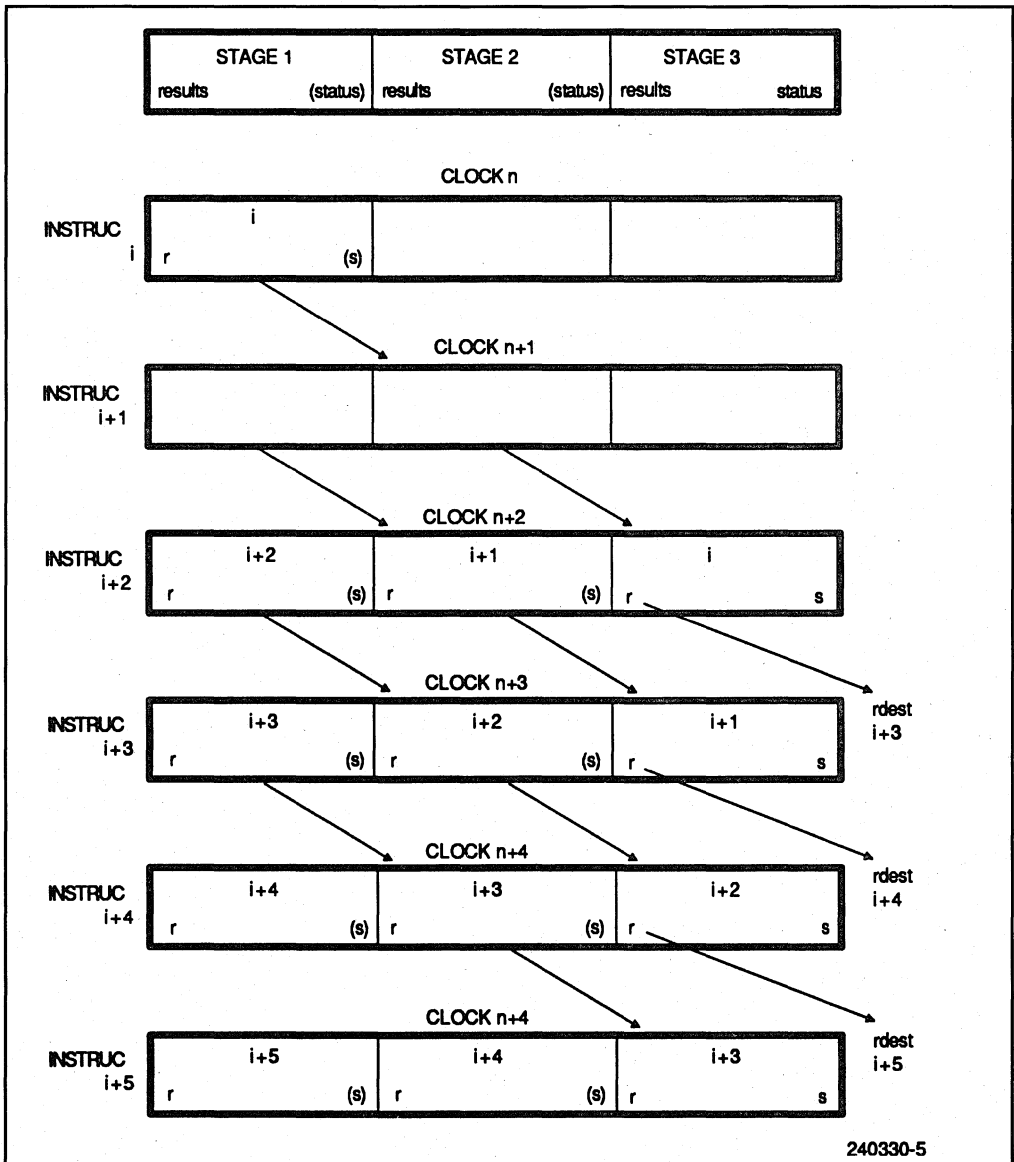 STAGE 1 STAGE 2 STAGE 3
results (status) results (status) results status
CLOCK n
INSTRUC i
i
r (s)
CLOCK n+1
INSTRUC i+1
CLOCK n+2
INSTRUC i+2
i+2 i+1 i
r (s) r (s) r s
CLOCK n+3
rdest i+3
INSTRUC i+3
i+3 i+2 i+1
r (s) r (s) r s
CLOCK n+4
rdest i+4
INSTRUC i+4
i+4 i+3 i+2
r (s) r (s) r s
CLOCK n+4
rdest i+5
INSTRUC i+5
i+5 i+4 i+3
r (s) r (s) r s
240330-5